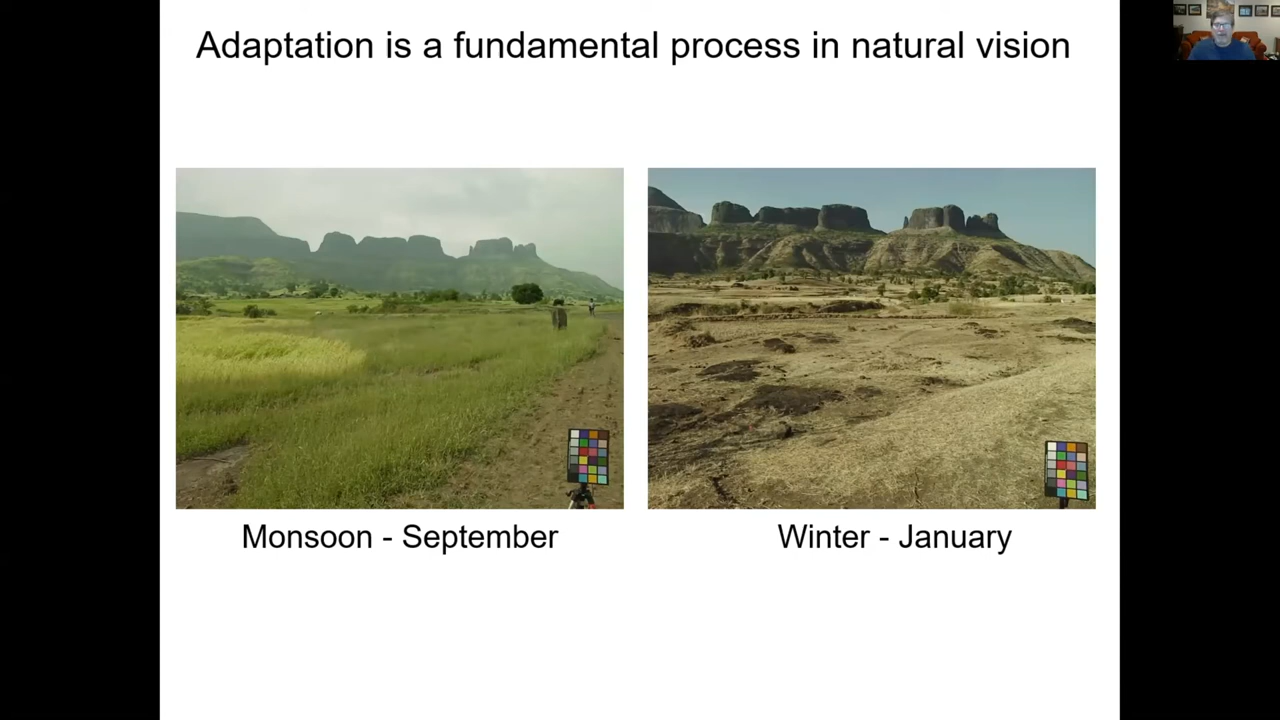 Adaptation is a fundamental process in natural vision
Monsoon - September
Winter - January